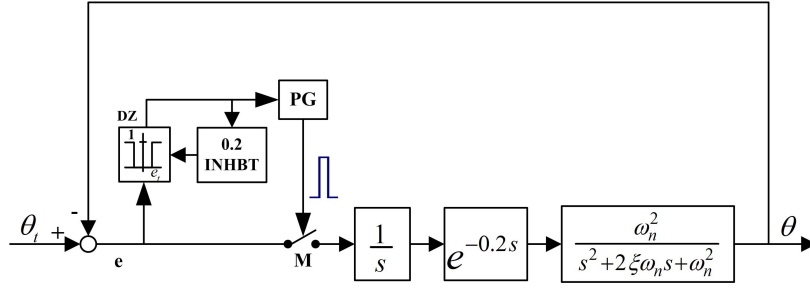 DZ
PG
1
e_t
0.2
INHBT
θ_t
+
-
e
M
1/s
e^{-0.2s}
ω_n^2 / (s^2+2ξω_n s+ω_n^2)
θ